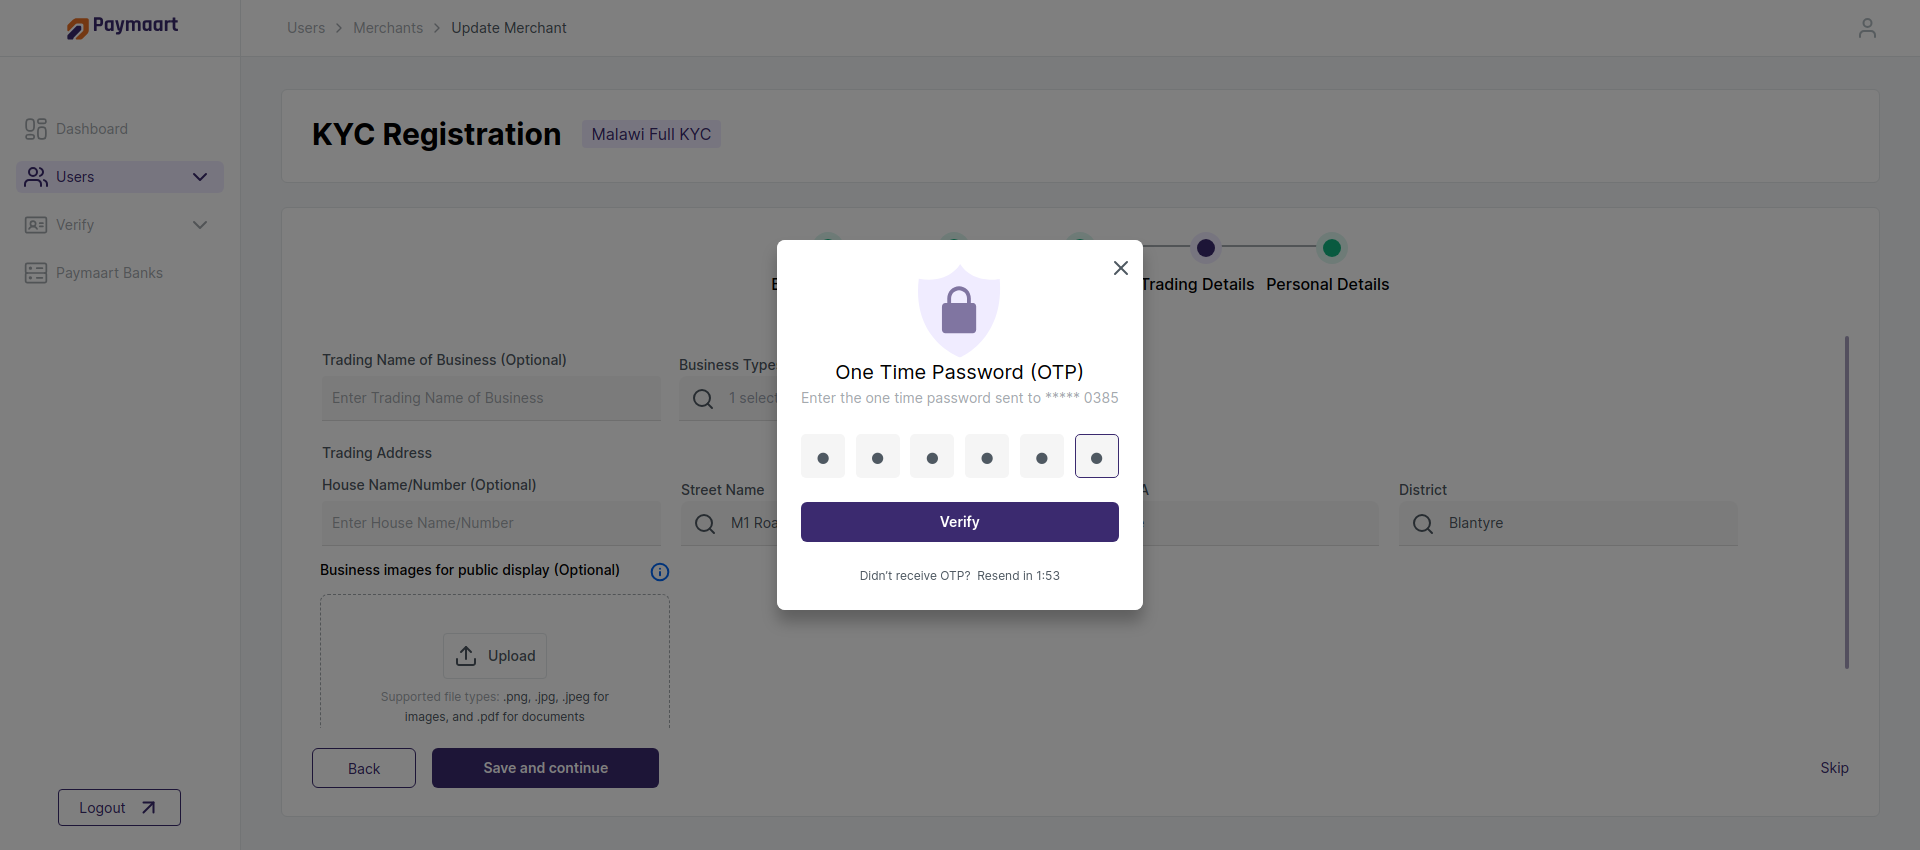 Paymaart
Users > Merchants > Update Merchant
Dashboard
Users
Verify
Paymaart Banks
Logout
KYC Registration
Malawi Full KYC
Trading Details
Personal Details
Trading Name of Business (Optional)
Enter Trading Name of Business
Business Type
1 select
Trading Address
House Name/Number (Optional)
Enter House Name/Number
Street Name
M1 Roa
District
Blantyre
Business images for public display (Optional)
Upload
Supported file types: .png, .jpg, .jpeg for
images, and .pdf for documents
Back
Save and continue
Skip
One Time Password (OTP)
Enter the one time password sent to ***** 0385
Verify
Didn't receive OTP? Resend in 1:53